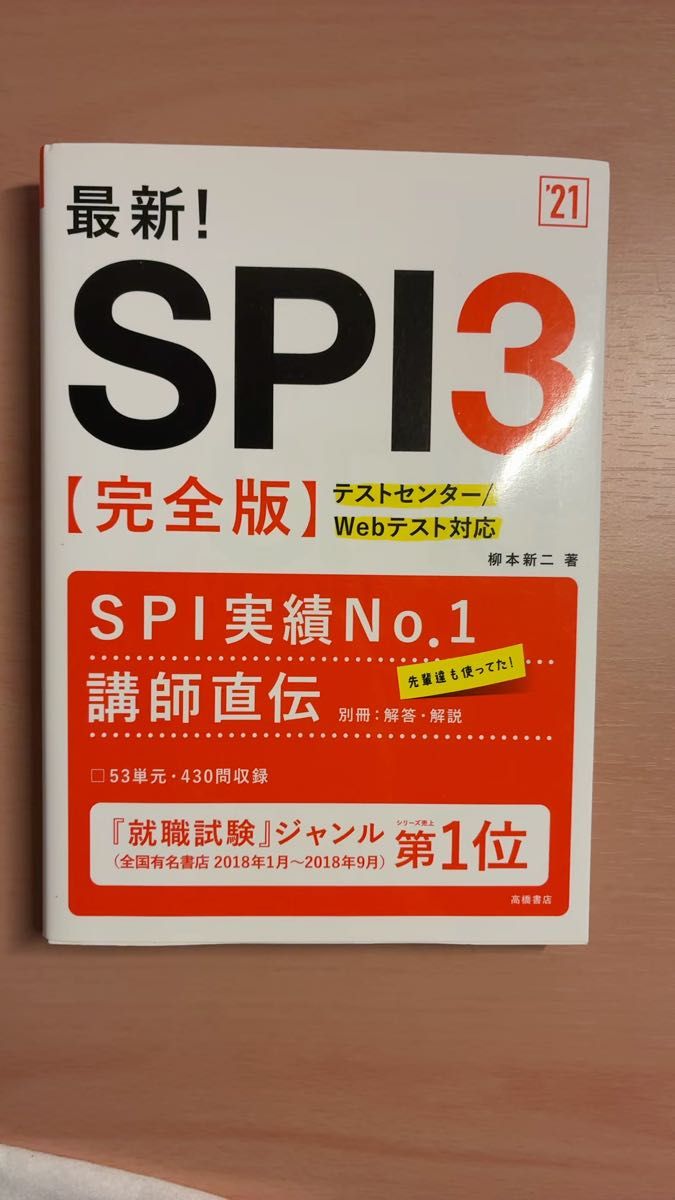 '21
最新!
SPI3
【完全版】
テストセンター/
Webテスト対応
柳本新二 著
SPI実績No.1
先輩達も使ってた!
講師直伝 別冊:解答・解説
□53単元・430問収録
『就職試験』ジャンル
(全国有名書店 2018年1月~2018年9月)
シリーズ売上
第1位
高橋書店